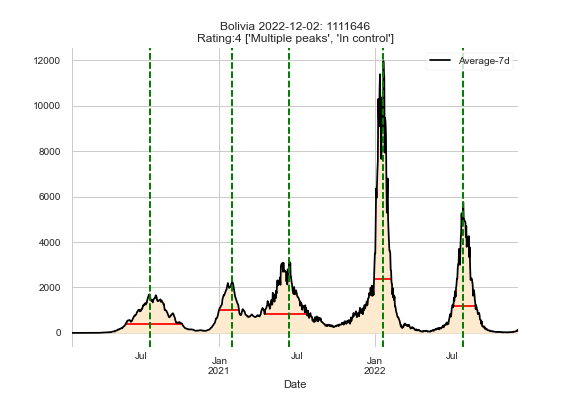 Bolivia 2022-12-02: 1111646
Rating:4 ['Multiple peaks', 'In control']
Average-7d
12000
10000
8000
6000
4000
2000
0
Jul
Jan
2021
Jul
Jan
2022
Jul
Date